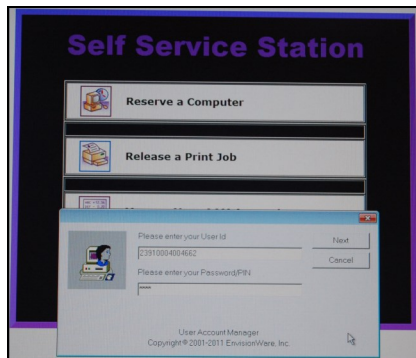 Self Service Station
Reserve a Computer
Release a Print Job
Please enter your User Id
23910004004662
Please enter your Password/PIN
****
Next
Cancel
User Account Manager
Copyright © 2001-2011 EnvisionWare, Inc.